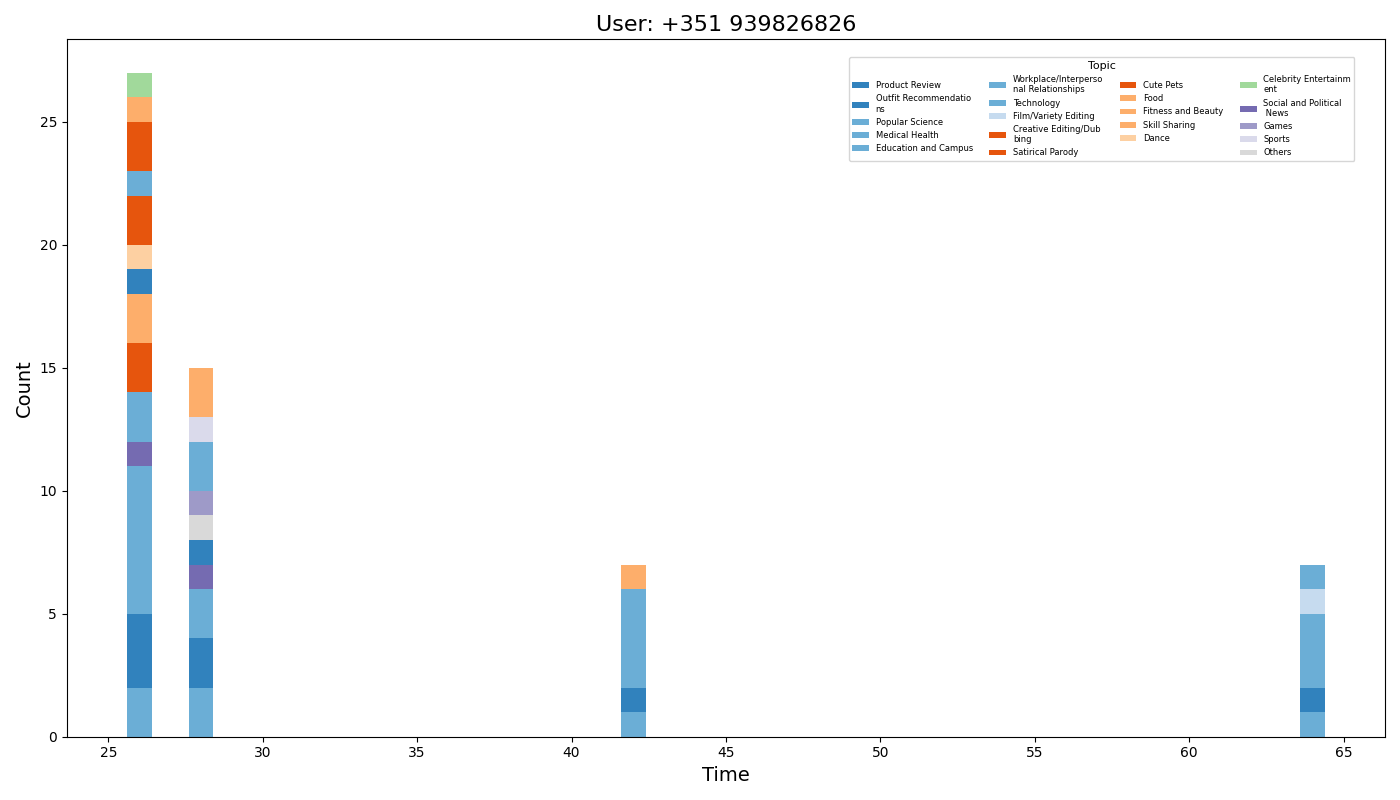 User: +351 939826826
Topic
Product Review
Outfit Recommendatio
ns
Popular Science
Medical Health
Education and Campus
Workplace/Interperso
nal Relationships
Technology
Film/Variety Editing
Creative Editing/Dub
bing
Satirical Parody
Cute Pets
Food
Fitness and Beauty
Skill Sharing
Dance
Celebrity Entertainm
ent
Social and Political
News
Games
Sports
Others
Count
25
20
15
10
5
0
25 30 35 40 45 50 55 60 65
Time